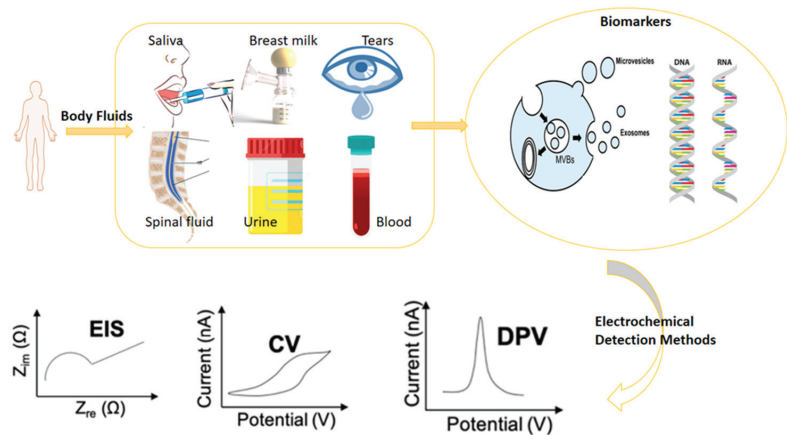 Biomarkers
Saliva
Breast milk
Tears
Body Fluids
Spinal fluid
Urine
Blood
Microvesicles
Exosomes
MVBs
DNA
RNA
Electrochemical
Detection Methods
EIS
Zim (Ω)
Zre (Ω)
CV
Current (nA)
Potential (V)
DPV
Current (nA)
Potential (V)